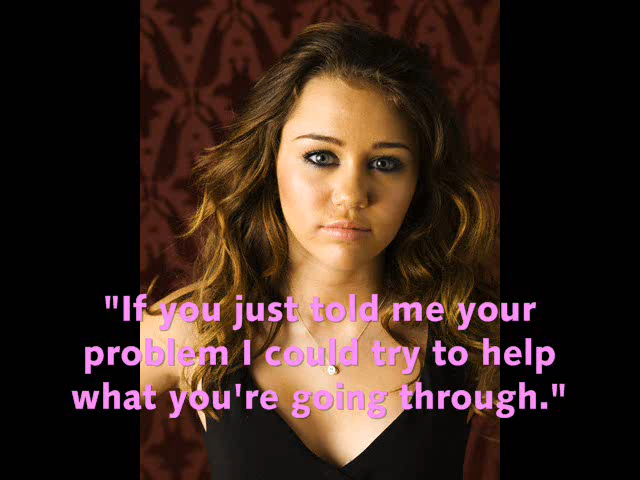 "If you just told me your
problem I could try to help
what you're going through."